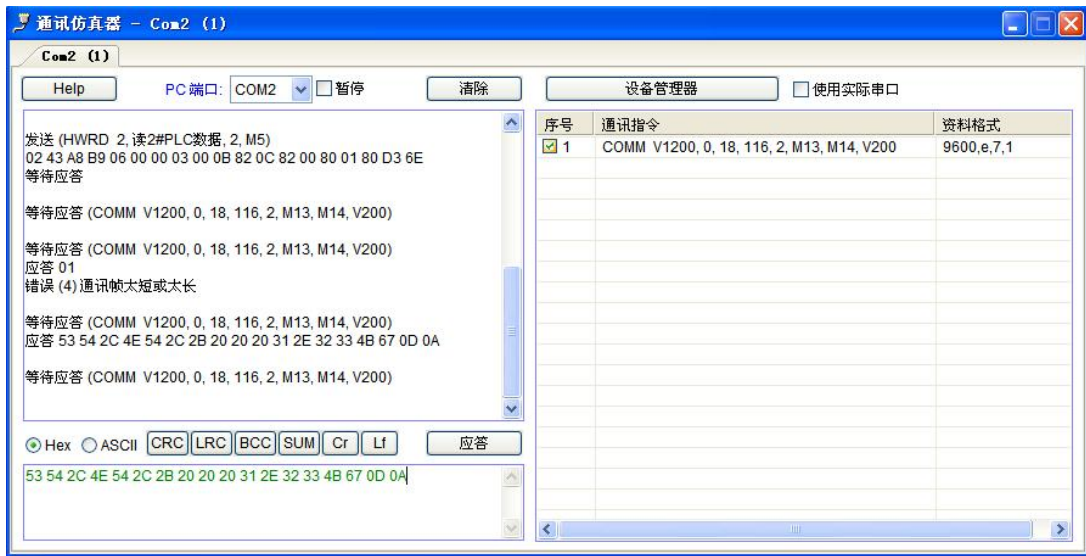 通讯仿真器 - Com2 (1)
Com2 (1)
Help PC端口: COM2 暂停 清除 设备管理器 使用实际串口
发送 (HWRD 2, 读2#PLC数据, 2, M5)
02 43 A8 B9 06 00 00 03 00 0B 82 0C 82 00 80 01 80 D3 6E
等待应答
等待应答 (COMM V1200, 0, 18, 116, 2, M13, M14, V200)
等待应答 (COMM V1200, 0, 18, 116, 2, M13, M14, V200)
应答 01
错误 (4) 通讯帧太短或太长
等待应答 (COMM V1200, 0, 18, 116, 2, M13, M14, V200)
应答 53 54 2C 4E 54 2C 2B 20 20 20 31 2E 32 33 4B 67 0D 0A
等待应答 (COMM V1200, 0, 18, 116, 2, M13, M14, V200)
Hex ASCII CRC LRC BCC SUM Cr Lf 应答
53 54 2C 4E 54 2C 2B 20 20 20 31 2E 32 33 4B 67 0D 0A
序号 通讯指令 资料格式
1 COMM V1200, 0, 18, 116, 2, M13, M14, V200 9600,e,7,1